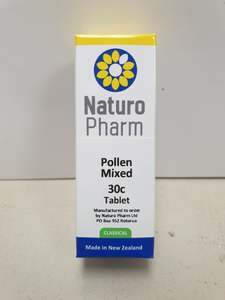 Naturo
Pharm
Pollen
Mixed
30c
Tablet
Manufactured to order
by Naturo Pharm Ltd
PO Box 952 Rotorua
CLASSICAL
Made in New Zealand